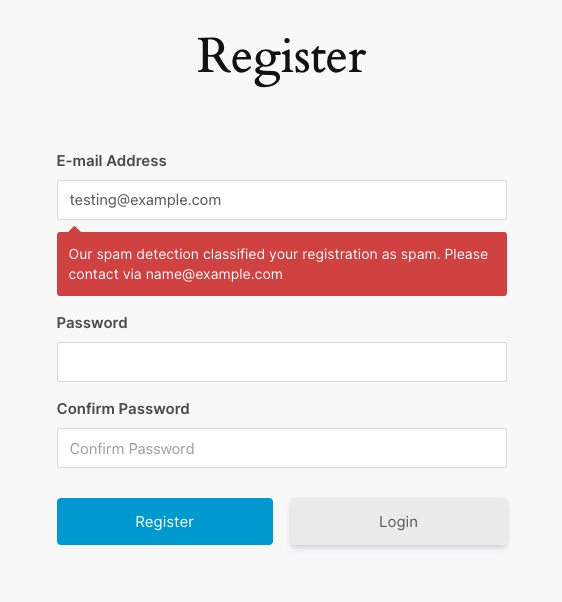 Register
E-mail Address
testing@example.com
Our spam detection classified your registration as spam. Please
contact via name@example.com
Password
Confirm Password
Confirm Password
Register
Login